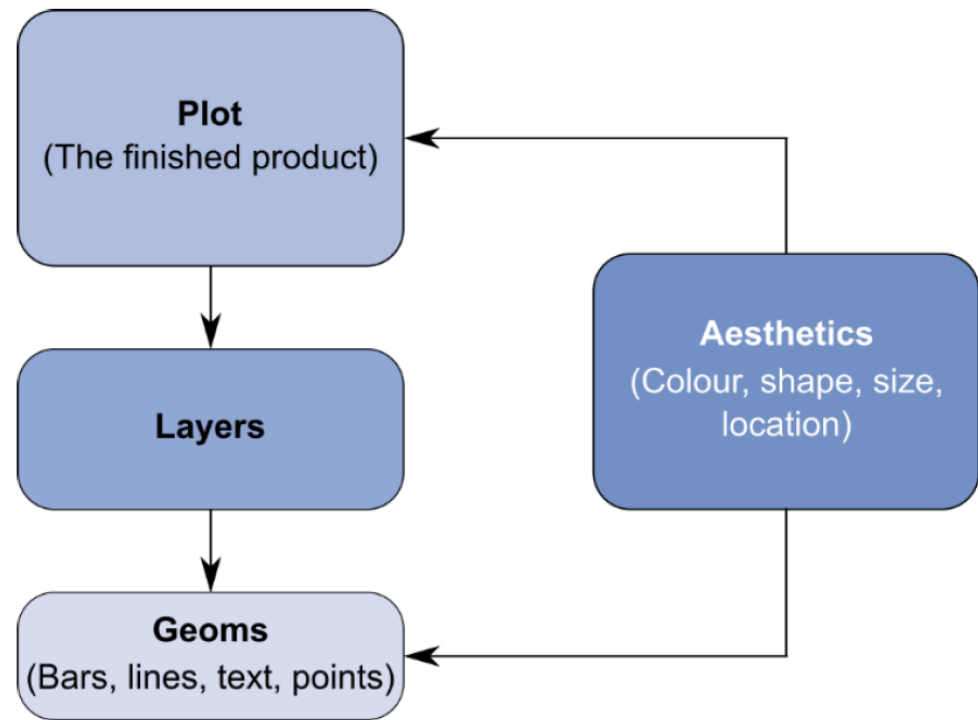 Plot
(The finished product)
Aesthetics
(Colour, shape, size,
location)
Layers
Geoms
(Bars, lines, text, points)